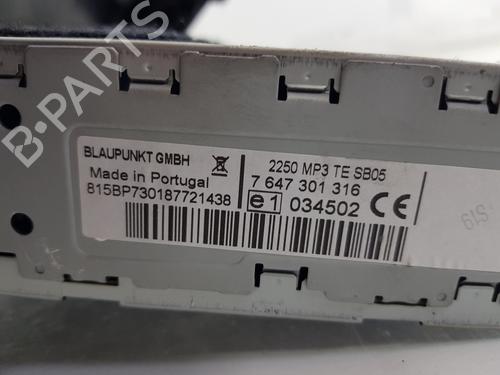 B-PARTS
BLAUPUNKT GMBH
Made in Portugal
815BP730187721438
2250 MP3 TE SB05
7 647 301 316
e1 034502 CE